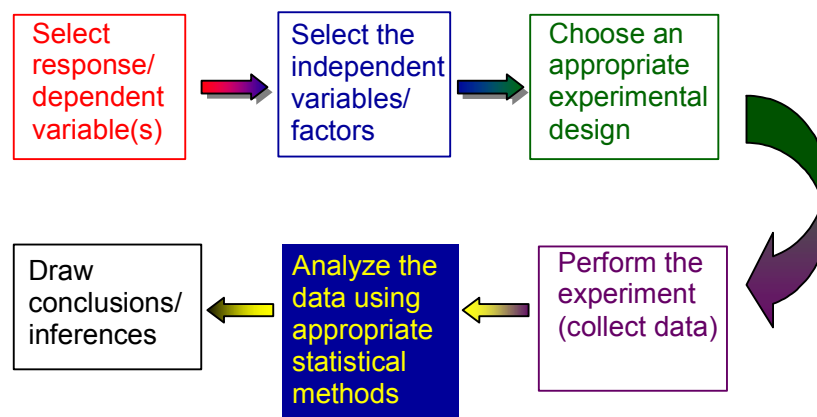 Select
response/
dependent
variable(s)
Select the
independent
variables/
factors
Choose an
appropriate
experimental
design
Perform the
experiment
(collect data)
Analyze the
data using
appropriate
statistical
methods
Draw
conclusions/
inferences